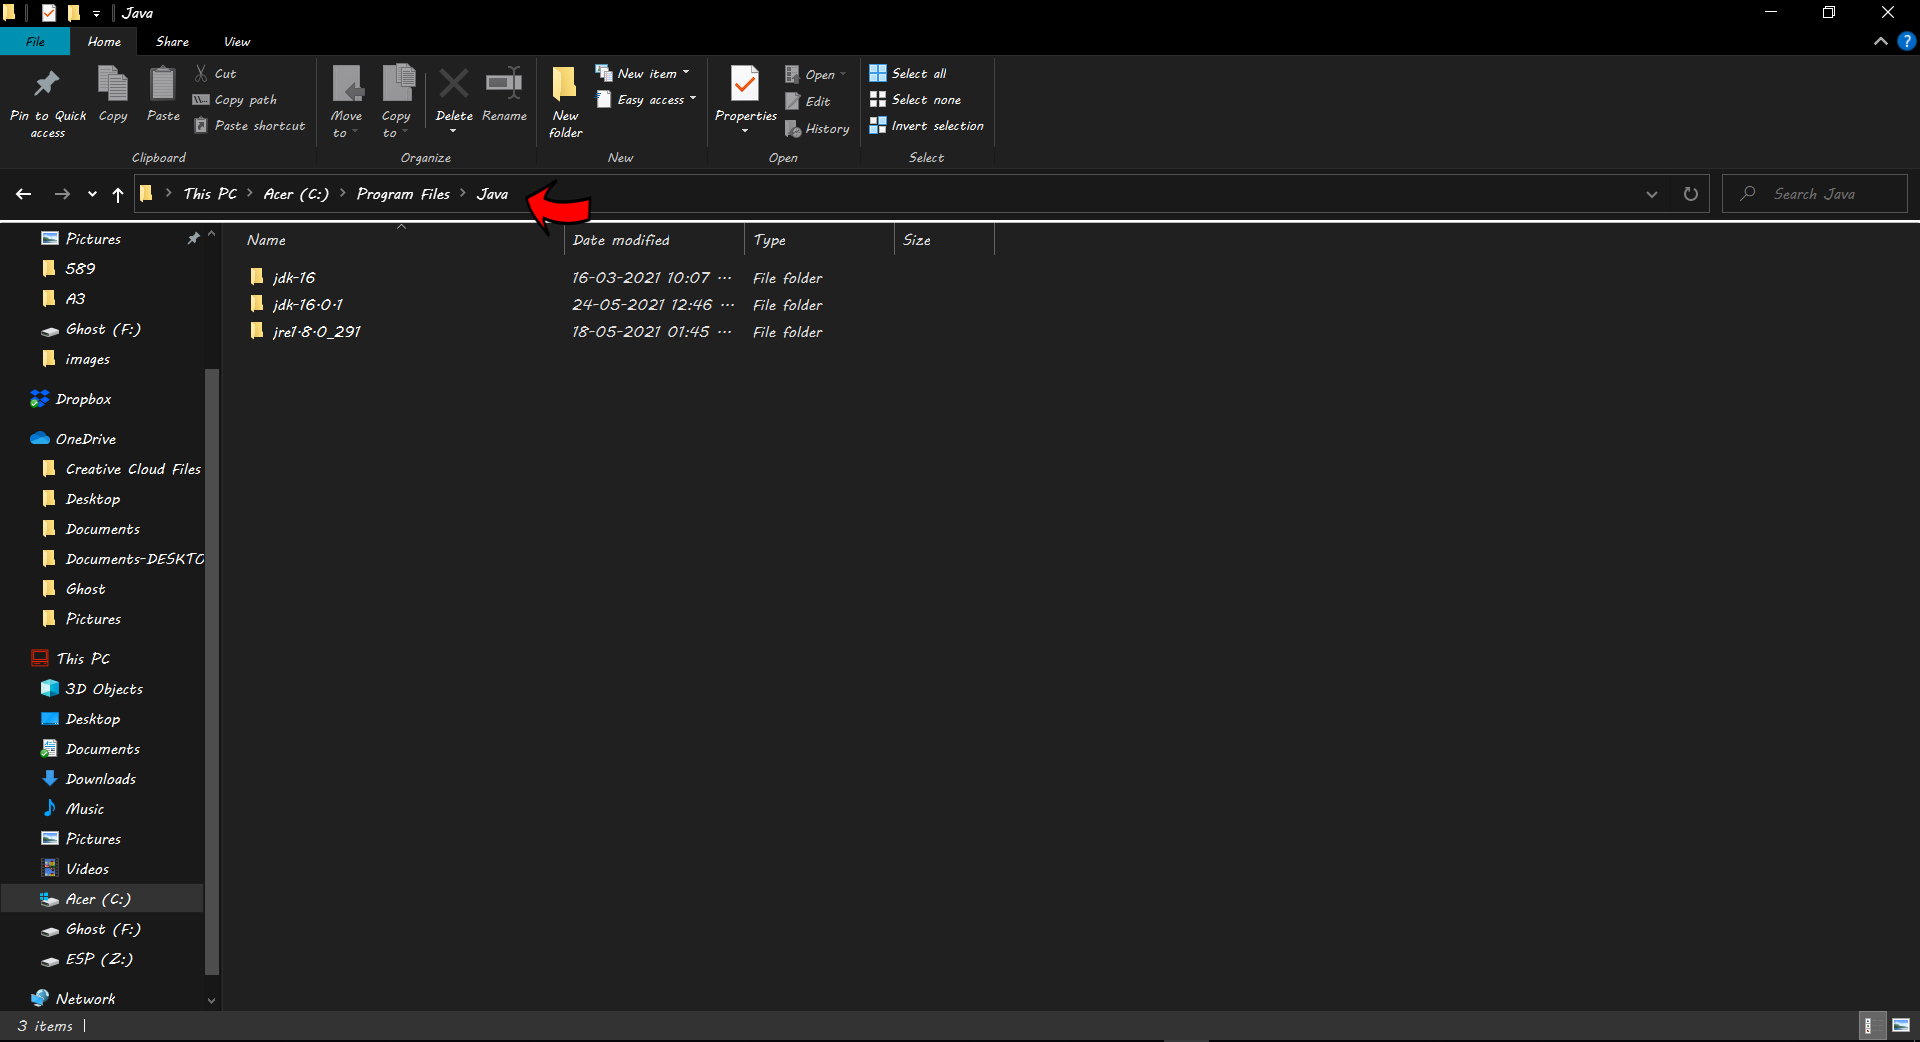 Java
File Home Share View
Pin to Quick access
Copy
Paste
Cut
Copy path
Paste shortcut
Clipboard
Move to
Copy to
Delete
Rename
Organize
New folder
New item
Easy access
New
Properties
Open
Edit
History
Open
Select all
Select none
Invert selection
Select
This PC > Acer (C:) > Program Files > Java
Search Java
Pictures
589
A3
Ghost (F:)
images
Dropbox
OneDrive
Creative Cloud Files
Desktop
Documents
Documents-DESKTO
Ghost
Pictures
This PC
3D Objects
Desktop
Documents
Downloads
Music
Pictures
Videos
Acer (C:)
Ghost (F:)
ESP (Z:)
Network
Name Date modified Type Size
jdk-16 16-03-2021 10:07 ... File folder
jdk-16.0.1 24-05-2021 12:46 ... File folder
jre1.8.0_291 18-05-2021 01:45 ... File folder
3 items